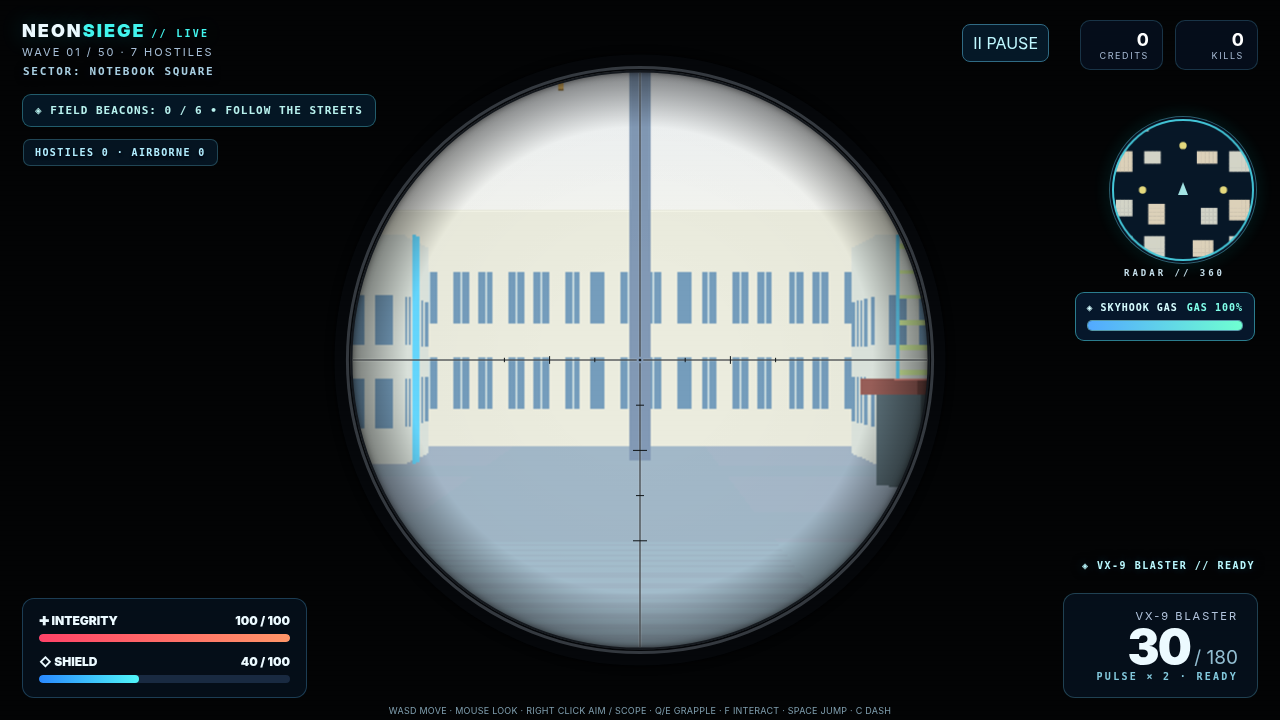 NEONSIEGE // LIVE
WAVE 01 / 50 · 7 HOSTILES
SECTOR: NOTEBOOK SQUARE
◈ FIELD BEACONS: 0 / 6 • FOLLOW THE STREETS
HOSTILES 0 · AIRBORNE 0
II PAUSE
0
CREDITS
0
KILLS
RADAR // 360
◈ SKYHOOK GAS GAS 100%
◈ VX-9 BLASTER // READY
VX-9 BLASTER
30 / 180
PULSE × 2 · READY
✚ INTEGRITY 100 / 100
◇ SHIELD 40 / 100
WASD MOVE · MOUSE LOOK · RIGHT CLICK AIM / SCOPE · Q/E GRAPPLE · F INTERACT · SPACE JUMP · C DASH